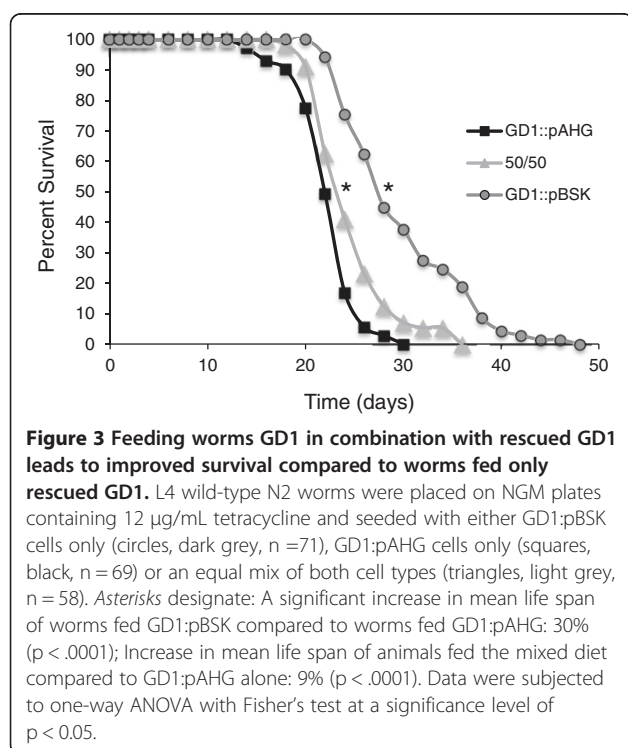 100
90
80
70
60
50
40
30
20
10
0
Percent Survival
0
10
20
30
40
50
Time (days)
GD1::pAHG
50/50
GD1::pBSK
*
*
Figure 3 Feeding worms GD1 in combination with rescued GD1
leads to improved survival compared to worms fed only
rescued GD1. L4 wild-type N2 worms were placed on NGM plates
containing 12 μg/mL tetracycline and seeded with either GD1:pBSK
cells only (circles, dark grey, n =71), GD1:pAHG cells only (squares,
black, n = 69) or an equal mix of both cell types (triangles, light grey,
n = 58). Asterisks designate: A significant increase in mean life span
of worms fed GD1:pBSK compared to worms fed GD1:pAHG: 30%
(p < .0001); Increase in mean life span of animals fed the mixed diet
compared to GD1:pAHG alone: 9% (p < .0001). Data were subjected
to one-way ANOVA with Fisher's test at a significance level of
p < 0.05.